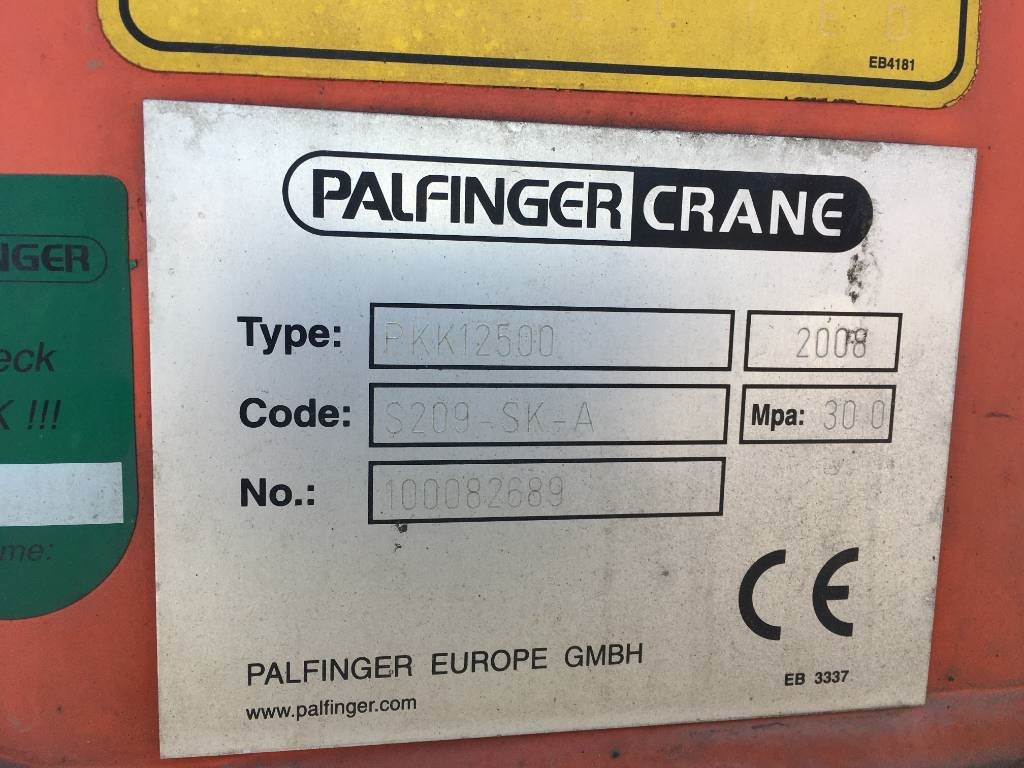 EB4181
PALFINGER CRANE
Type: PKK12500 2008
Code: S209-SK-A Mpa: 30 0
No.: 100082689
CE
PALFINGER EUROPE GMBH
www.palfinger.com
EB 3337
NGER
eck
K !!!
me: